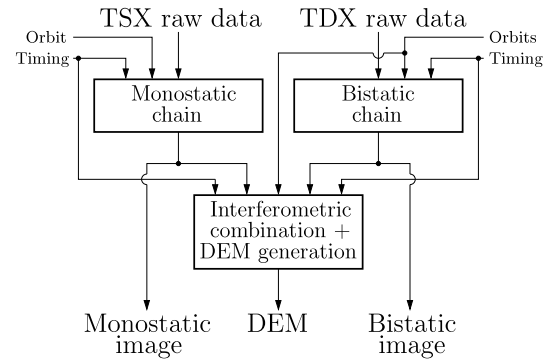 TSX raw data
TDX raw data
Orbit
Orbits
Timing
Timing
Monostatic
chain
Bistatic
chain
Interferometric
combination +
DEM generation
Monostatic
image
DEM
Bistatic
image